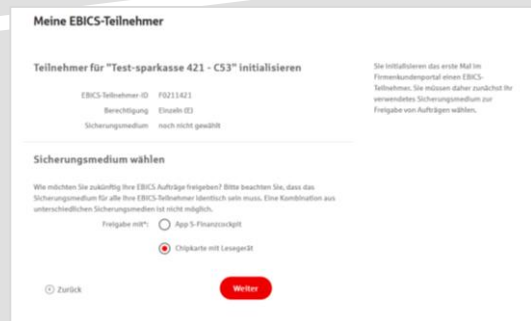 Meine EBICS-Teilnehmer
Teilnehmer für "Test-sparkasse 421 - C53" initialisieren
EBICS-Teilnehmer-ID F0211421
Berechtigung Einzeln (E)
Sicherungsmedium noch nicht gewählt
Sie initialisieren das erste Mal im
Firmenkundenportal einen EBICS-
Teilnehmer. Sie müssen daher zunächst Ihr
verwendetes Sicherungsmedium zur
Freigabe von Aufträgen wählen.
Sicherungsmedium wählen
Wie möchten Sie zukünftig Ihre EBICS Aufträge freigeben? Bitte beachten Sie, dass das
Sicherungsmedium für alle Ihre EBICS-Teilnehmer identisch sein muss. Eine Kombination aus
unterschiedlichen Sicherungsmedien ist nicht möglich.
Freigabe mit*: App S-Finanzcockpit
Chipkarte mit Lesegerät
Zurück
Weiter